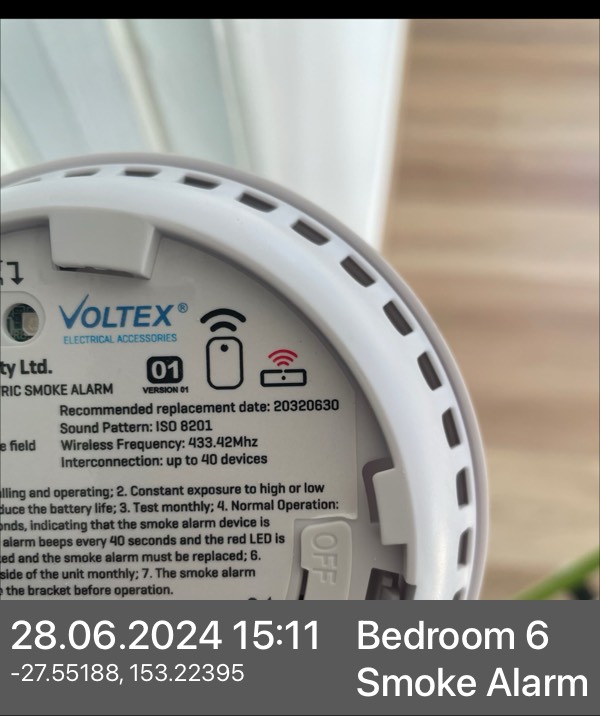 VOLTEX®
ELECTRICAL ACCESSORIES
ty Ltd.
RIC SMOKE ALARM
01
VERSION 01
Recommended replacement date: 20320630
Sound Pattern: ISO 8201
e field
Wireless Frequency: 433.42Mhz
Interconnection: up to 40 devices
lling and operating; 2. Constant exposure to high or low
duce the battery life; 3. Test monthly; 4. Normal Operation:
onds, indicating that the smoke alarm device is
alarm beeps every 40 seconds and the red LED is
ed and the smoke alarm must be replaced; 6.
side of the unit monthly; 7. The smoke alarm
the bracket before operation.
OFF
28.06.2024 15:11
-27.55188, 153.22395
Bedroom 6
Smoke Alarm